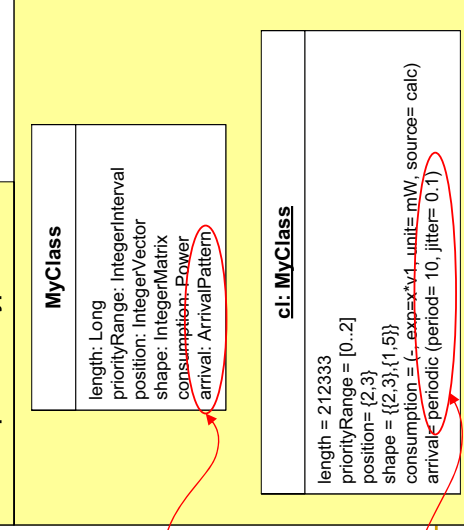 MyClass
length: Long
priorityRange: IntegerInterval
position: IntegerVector
shape: IntegerMatrix
consumption: Power
arrival: ArrivalPattern
cl: MyClass
length = 212333
priorityRange = [0..2]
position= {2,3}
shape = {{2,3},{1,5}}
consumption = (-, exp=x*v1, unit= mW, source= calc)
arrival= periodic (period= 10, jitter= 0.1)